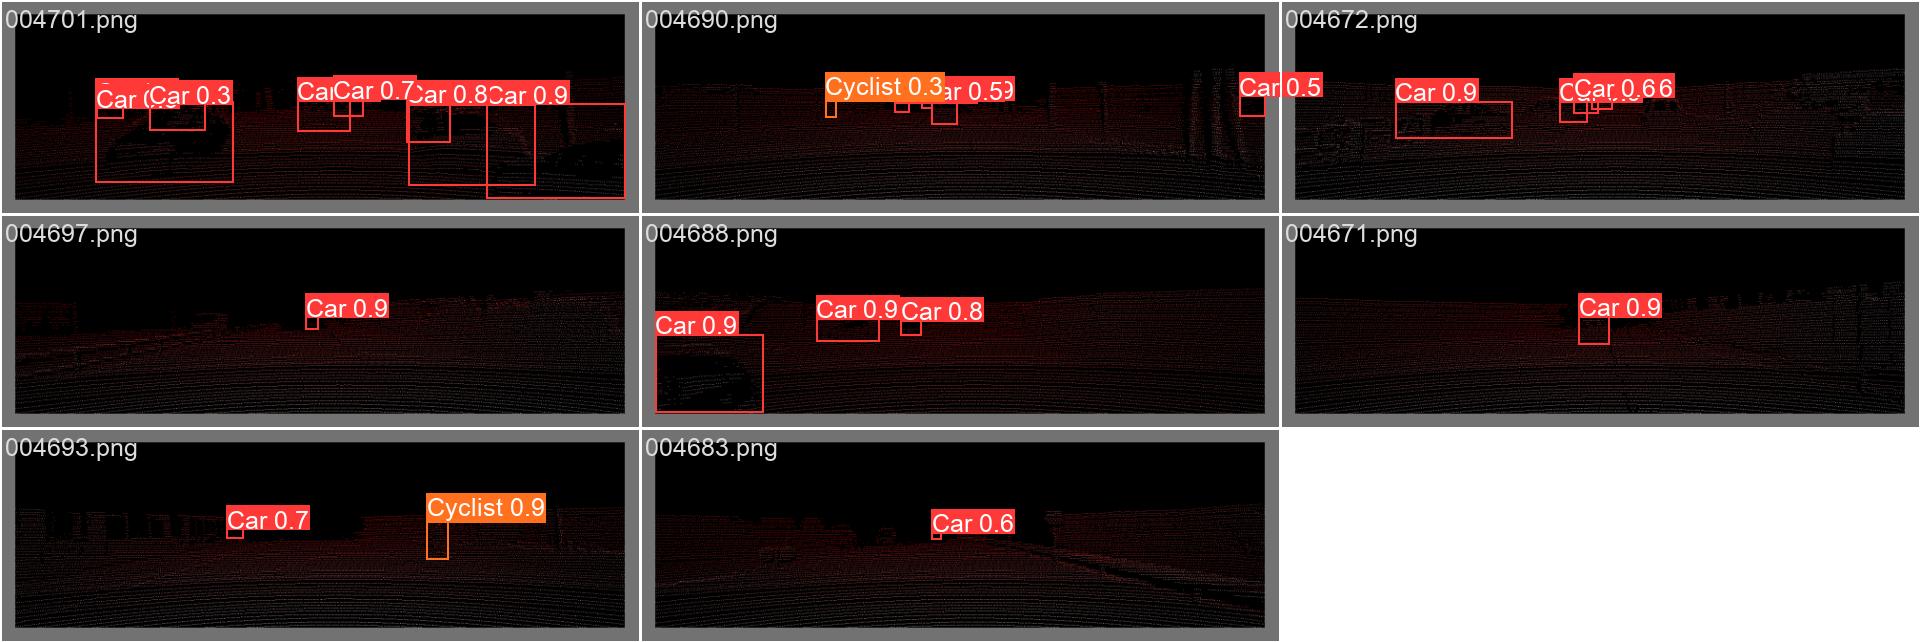 004701.png
Car 0.3
Car 0.7
Car 0.8
Car 0.9
004690.png
Cyclist 0.3
Car 0.5
004672.png
Car 0.9
Car 0.6
004697.png
Car 0.9
004688.png
Car 0.9
Car 0.9
Car 0.8
004671.png
Car 0.9
004693.png
Car 0.7
Cyclist 0.9
004683.png
Car 0.6